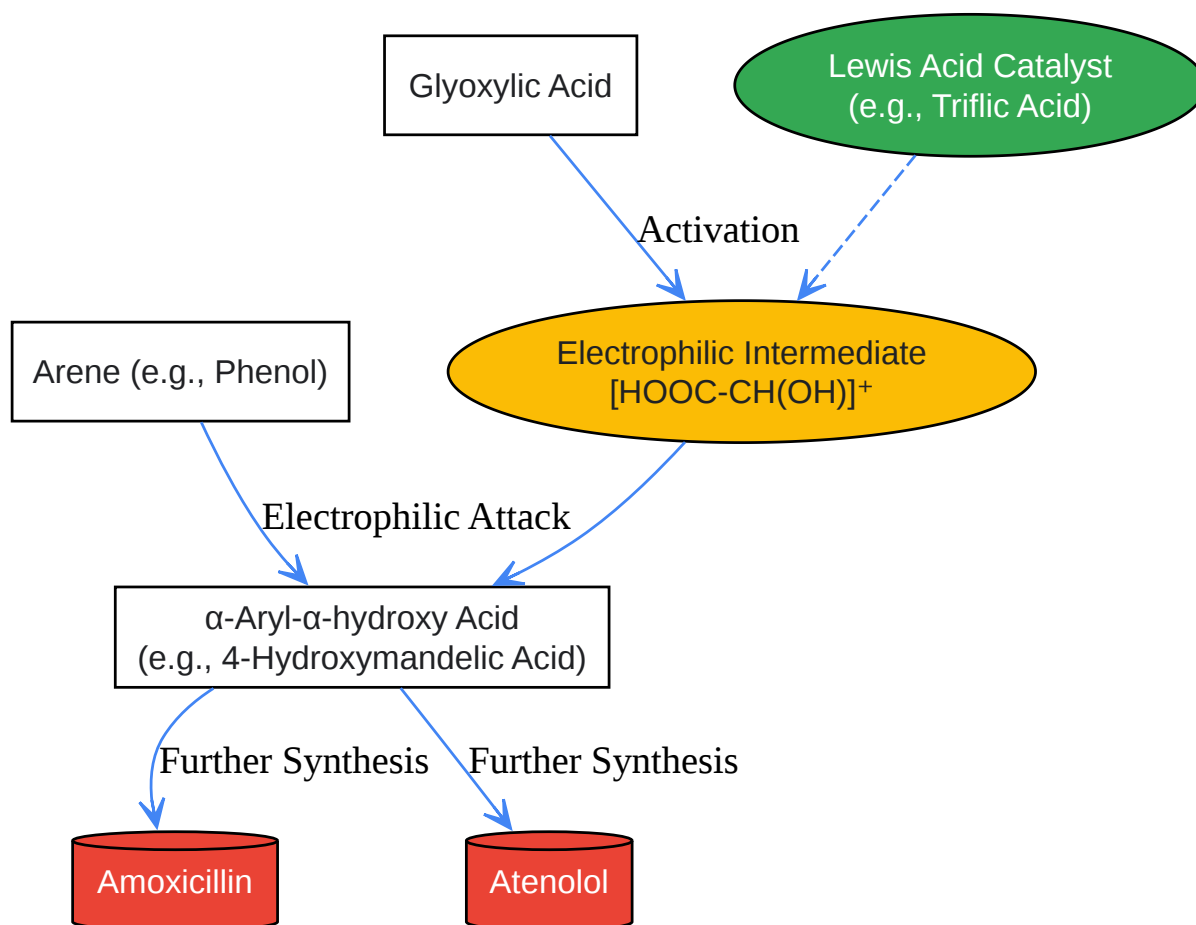 Glyoxylic Acid
Lewis Acid Catalyst
(e.g., Triflic Acid)
Activation
Arene (e.g., Phenol)
Electrophilic Intermediate
[HOOC-CH(OH)]⁺
Electrophilic Attack
α-Aryl-α-hydroxy Acid
(e.g., 4-Hydroxymandelic Acid)
Further Synthesis
Further Synthesis
Amoxicillin
Atenolol